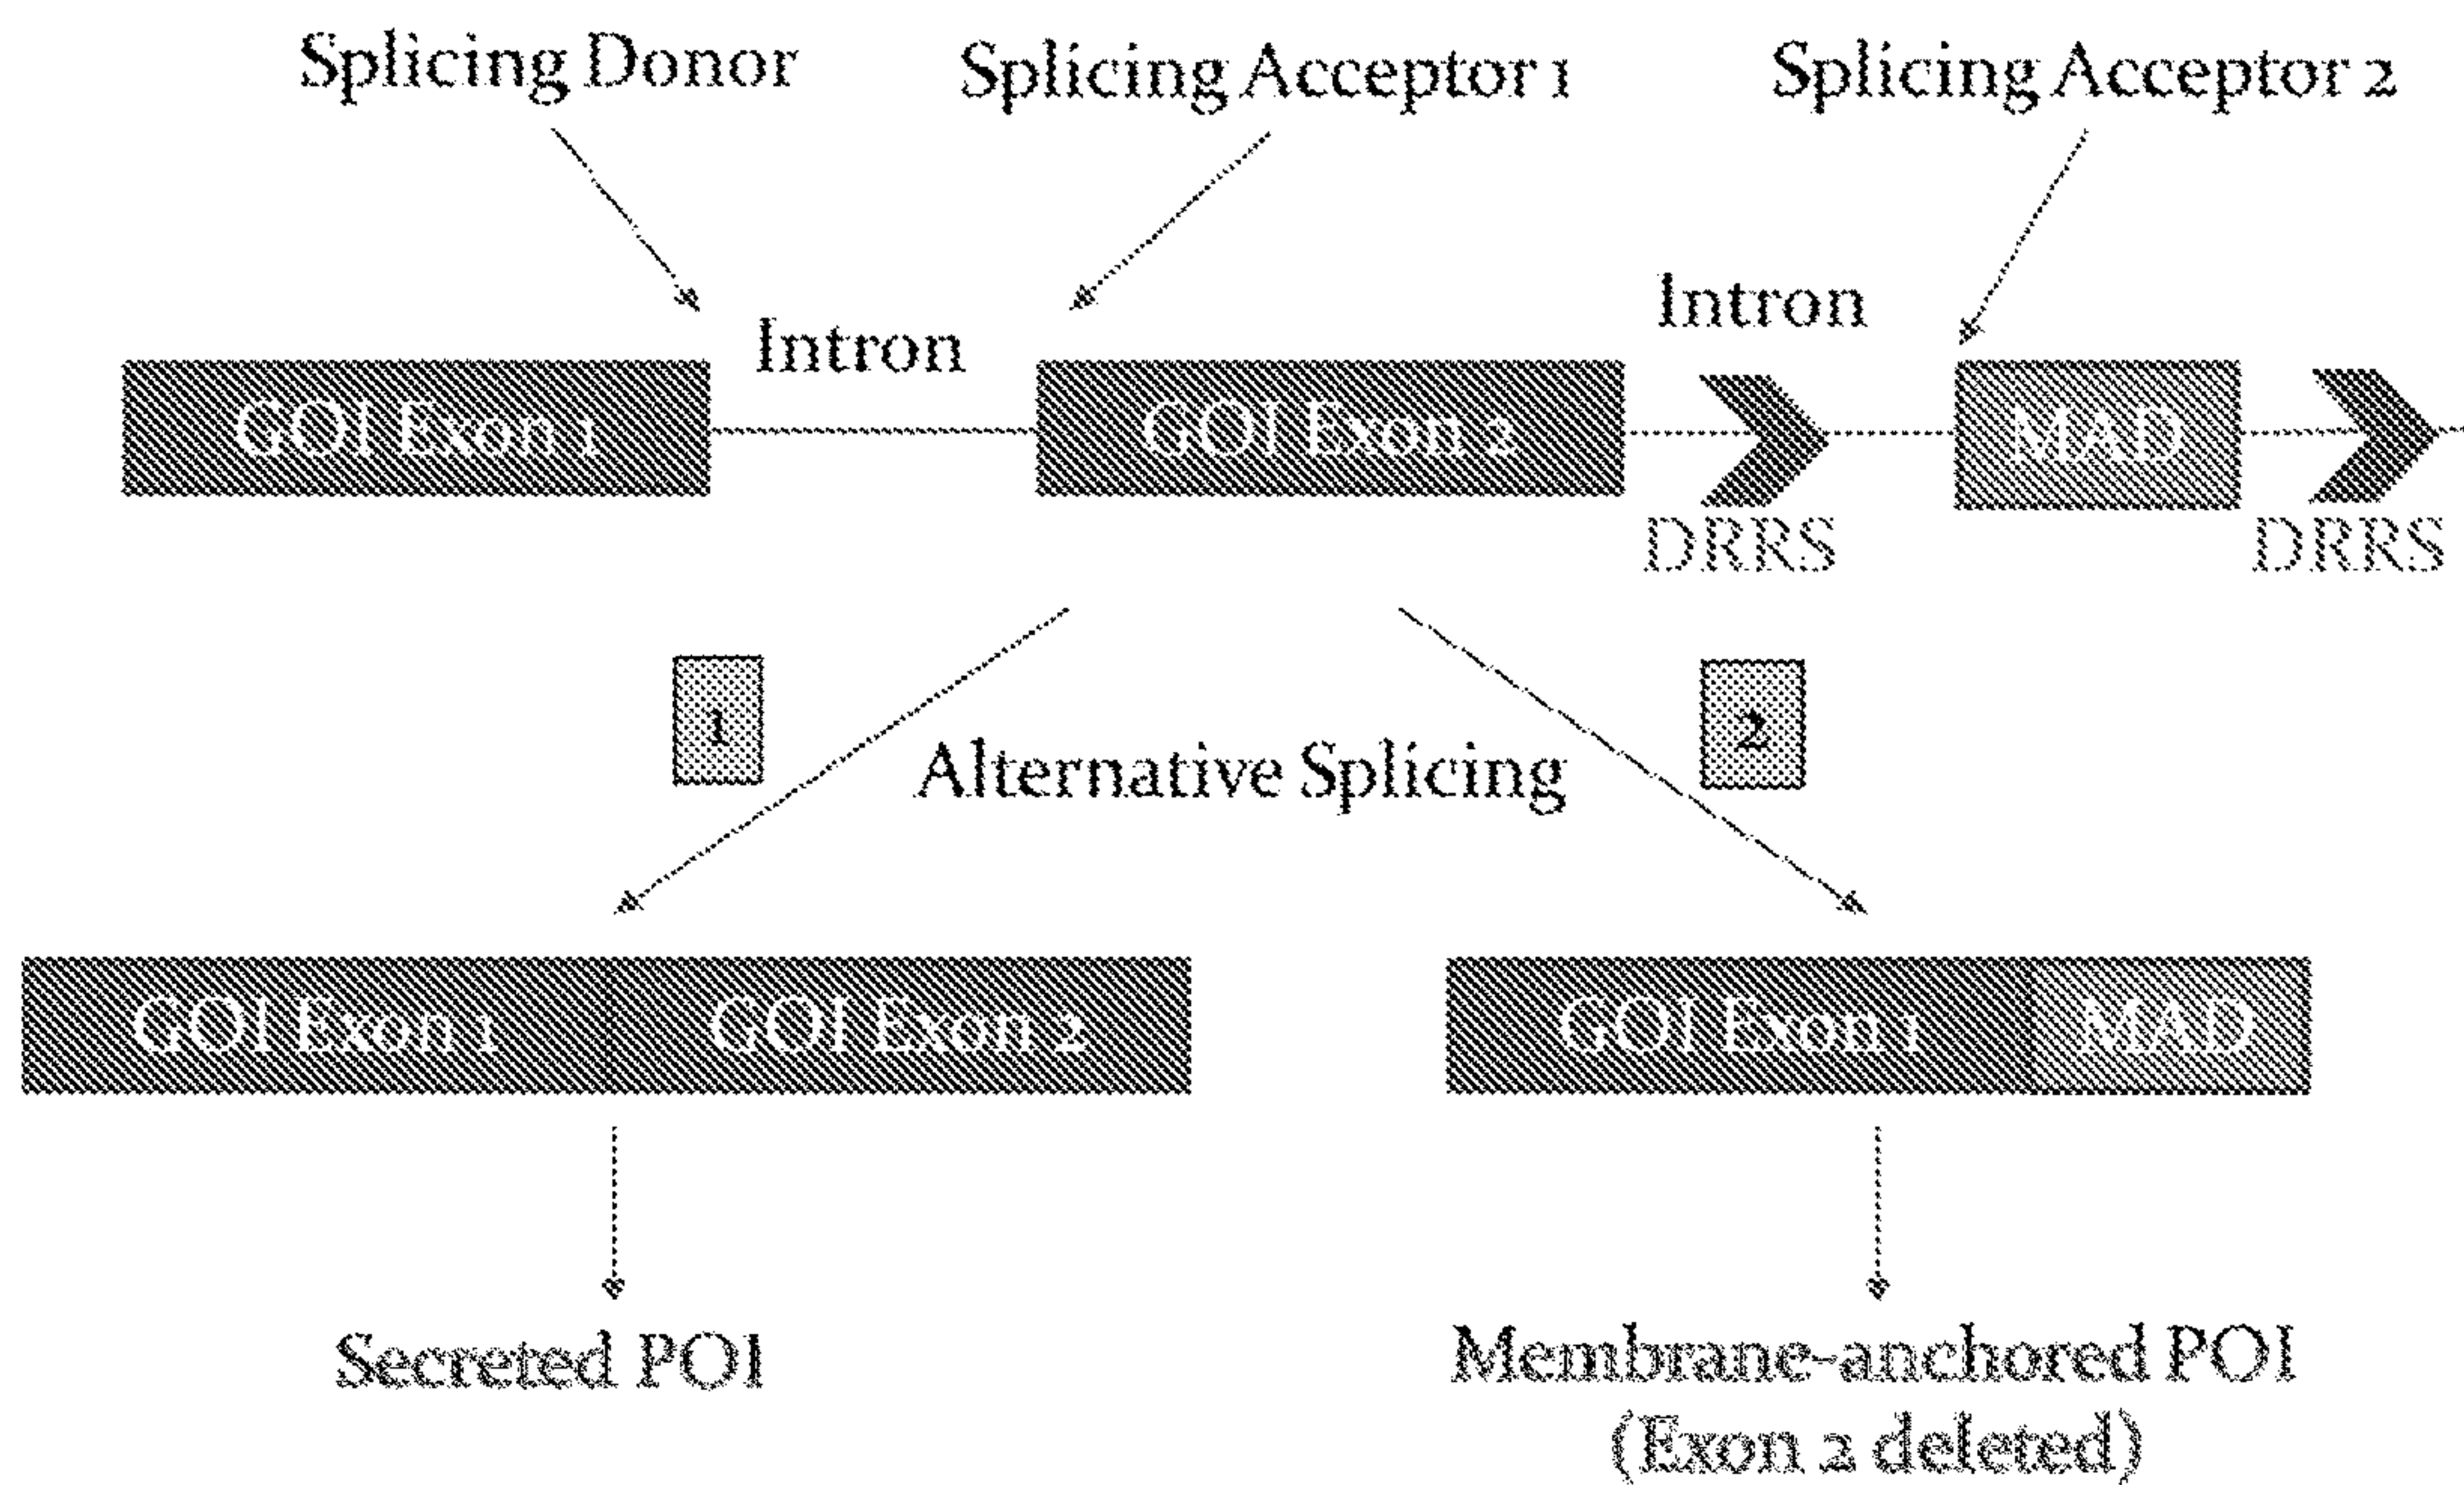 Splicing Donor
Splicing Acceptor 1
Splicing Acceptor 2
Intron
Intron
GOI Exon 1
GOI Exon 2
MAD
DRRS
DRRS
1
2
Alternative Splicing
GOI Exon 1
GOI Exon 2
GOI Exon 1
MAD
Secreted POI
Membrane-anchored POI
(Exon 2 deleted)